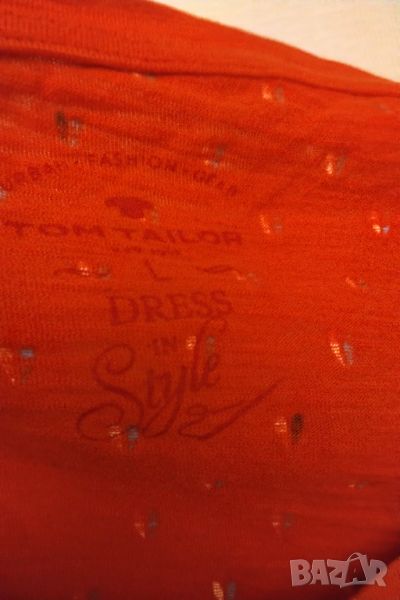 URBAN FASHION GEAR
TOM TAILOR
L
DRESS
IN
Style
BAZAR